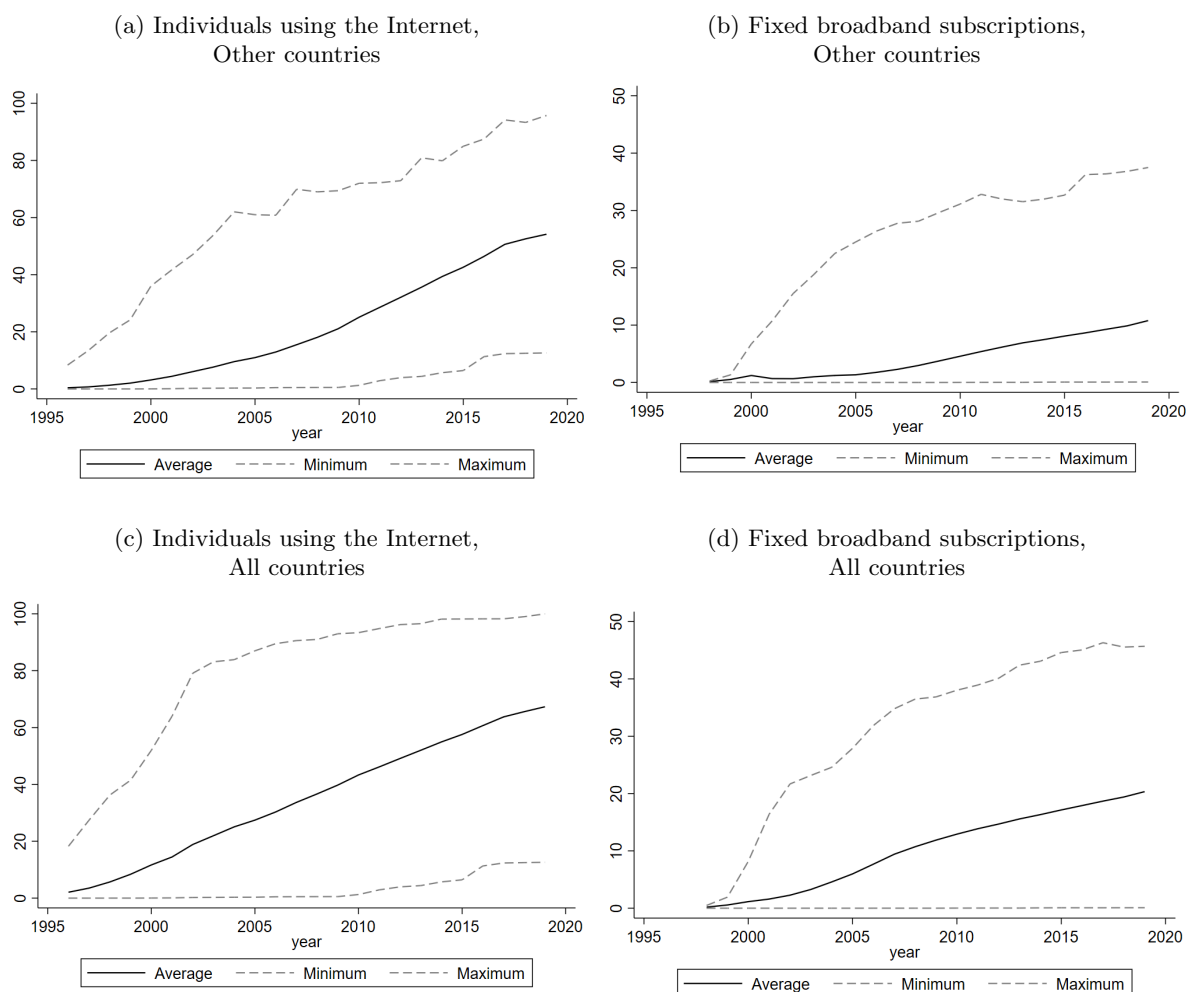 (a) Individuals using the Internet,
Other countries
100
80
60
40
20
0
1995 2000 2005 2010 2015 2020
year
Average Minimum Maximum
(b) Fixed broadband subscriptions,
Other countries
50
40
30
20
10
0
1995 2000 2005 2010 2015 2020
year
Average Minimum Maximum
(c) Individuals using the Internet,
All countries
100
80
60
40
20
0
1995 2000 2005 2010 2015 2020
year
Average Minimum Maximum
(d) Fixed broadband subscriptions,
All countries
50
40
30
20
10
0
1995 2000 2005 2010 2015 2020
year
Average Minimum Maximum